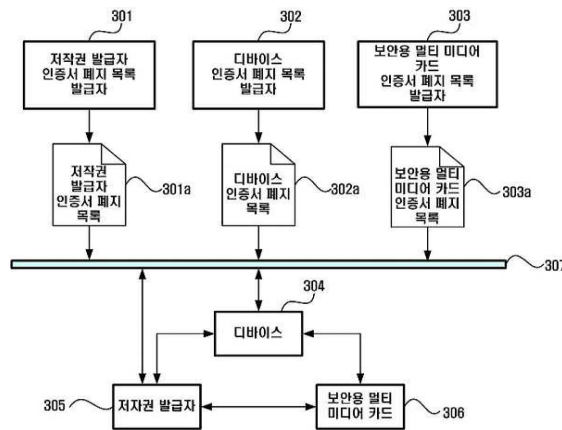 301
302
303
저작권 발급자
인증서 폐지 목록
발급자
디바이스
인증서 폐지 목록
발급자
보안용 멀티 미디어
카드
인증서 폐지 목록
발급자
저작권
발급자
인증서 폐지
목록
301a
디바이스
인증서 폐지
목록
302a
보안용 멀티
미디어 카드
인증서 폐지
목록
303a
307
304
디바이스
305
저자권 발급자
보안용 멀티
미디어 카드
306